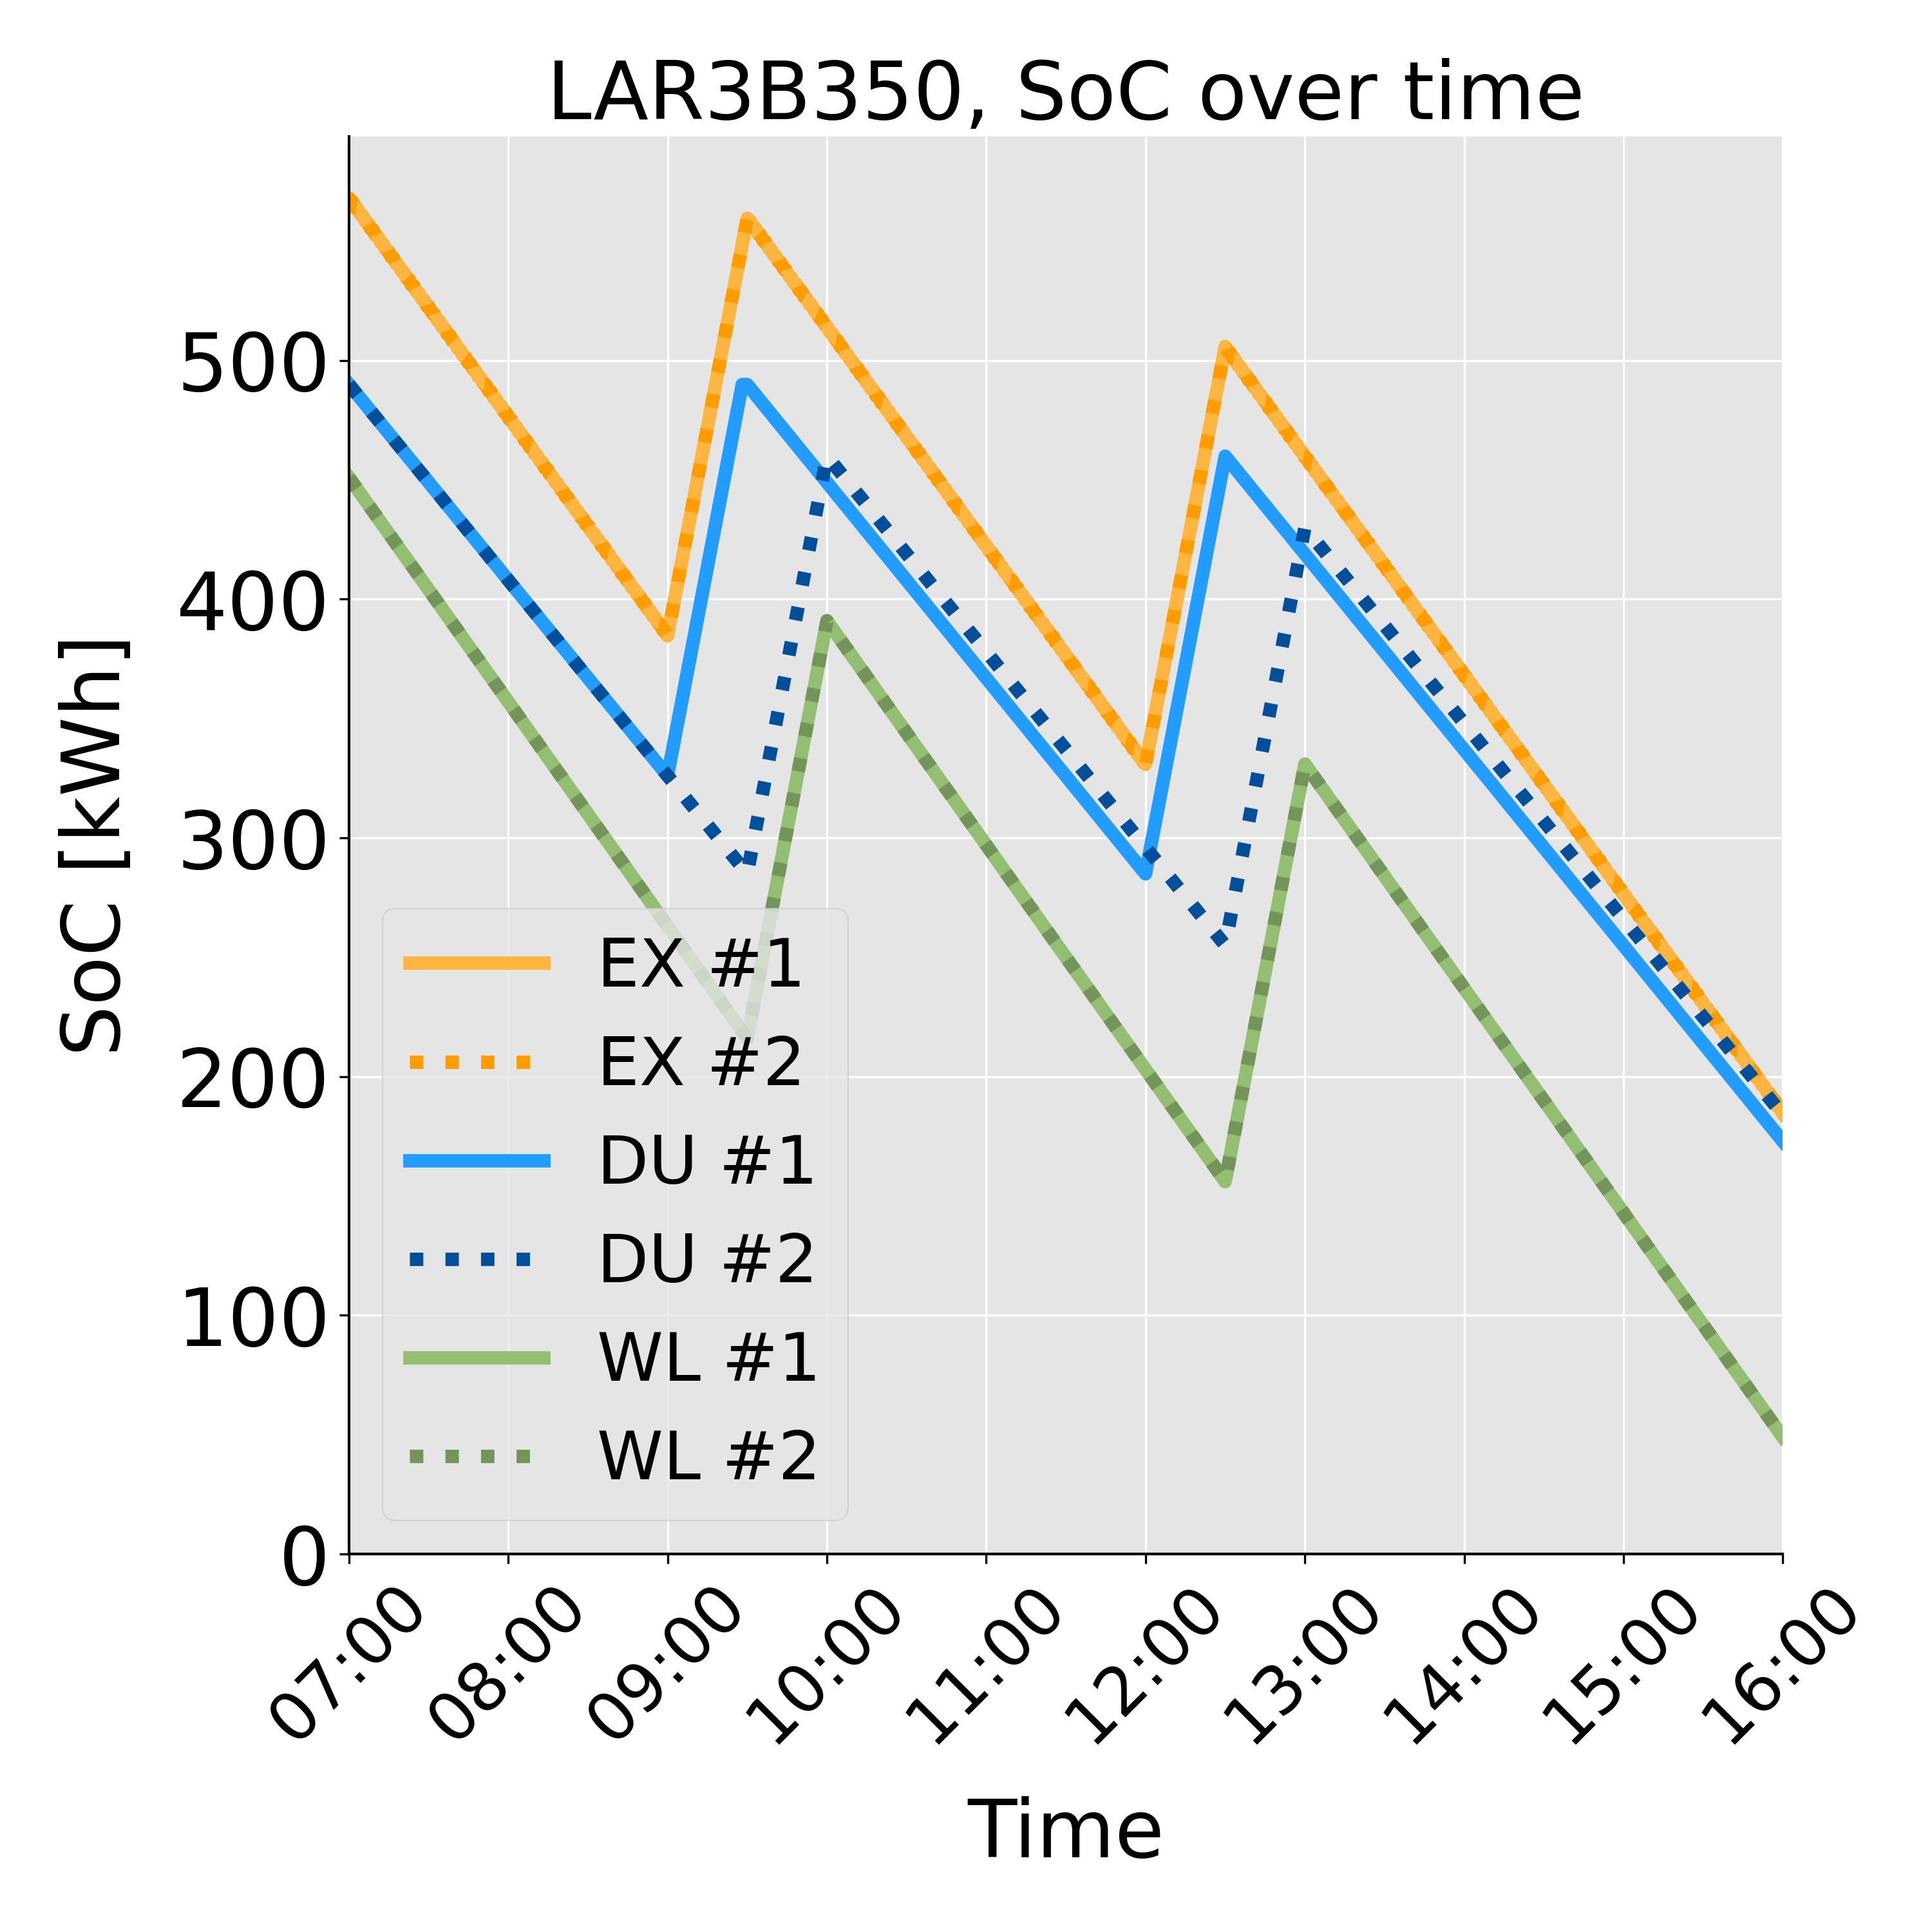 LAR3B350, SoC over time
SoC [kWh]
500
400
300
200
100
0
EX #1
EX #2
DU #1
DU #2
WL #1
WL #2
07:00
08:00
09:00
10:00
11:00
12:00
13:00
14:00
15:00
16:00
Time